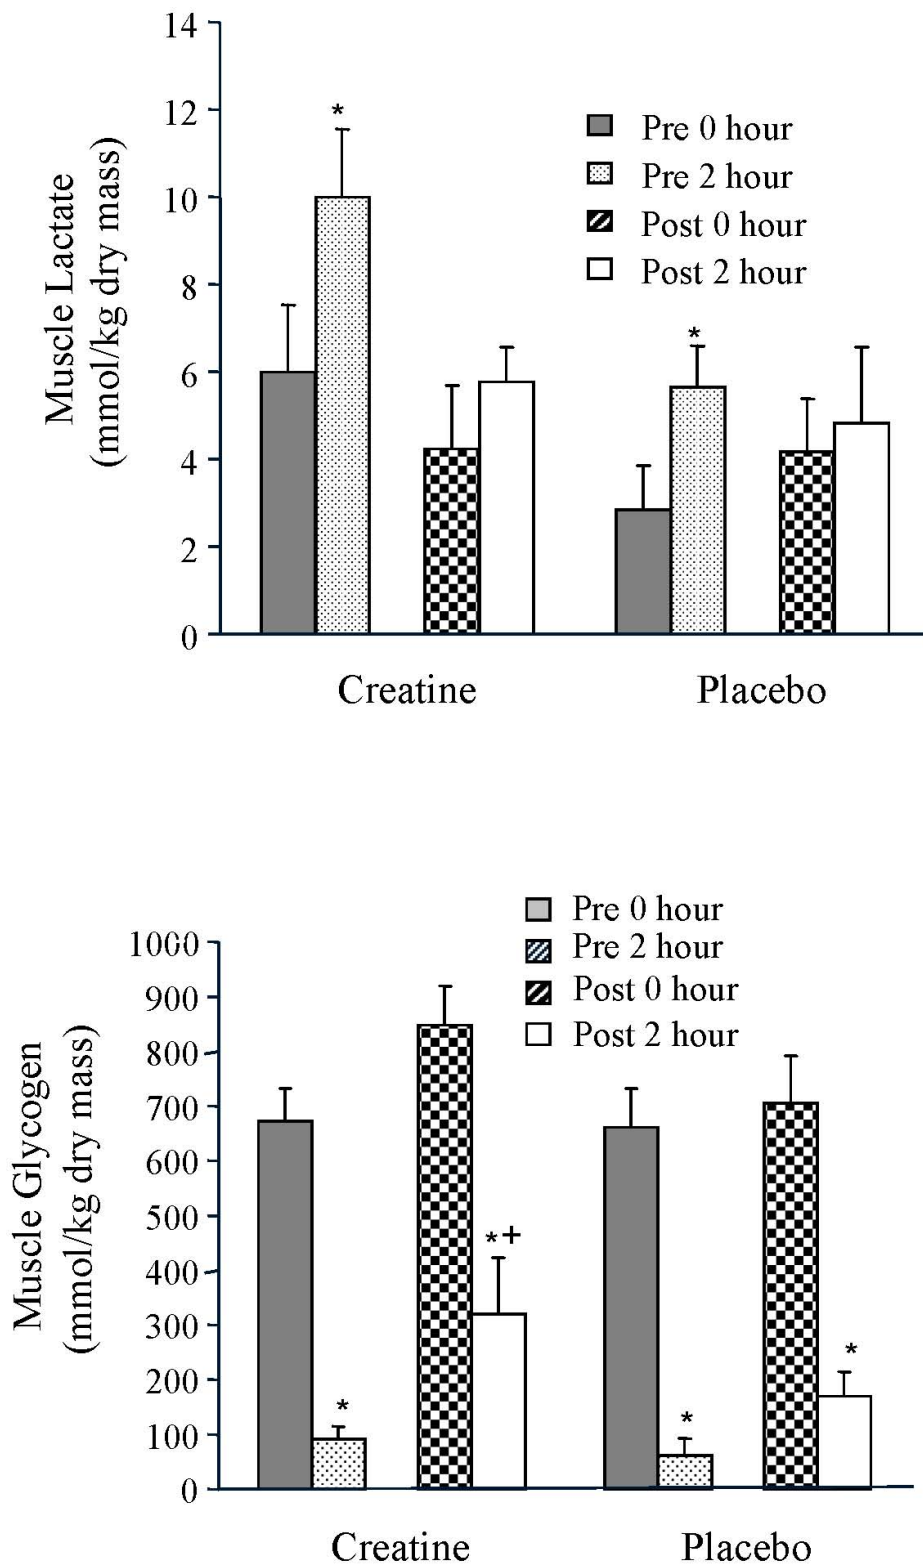 14
12
10
8
6
4
2
0
Muscle Lactate
(mmol/kg dry mass)
*
*
Pre 0 hour
Pre 2 hour
Post 0 hour
Post 2 hour
Creatine Placebo
Pre 0 hour
Pre 2 hour
Post 0 hour
Post 2 hour
1000
900
800
700
600
500
400
300
200
100
0
Muscle Glycogen
(mmol/kg dry mass)
*
*+
*
*
Creatine Placebo